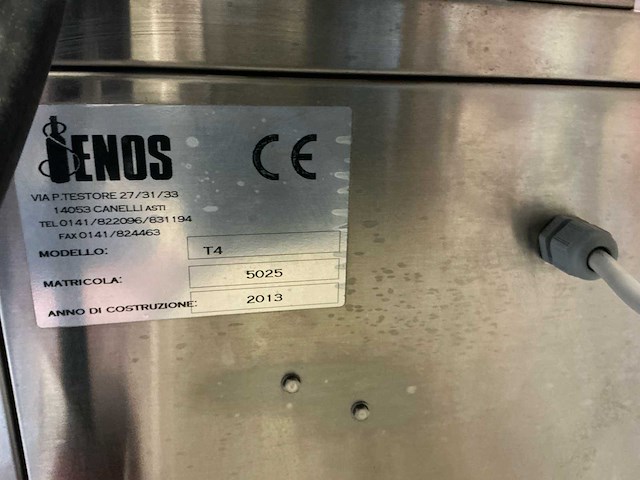 ENOS
CE
VIA P.TESTORE 27/31/33
14053 CANELLI ASTI
TEL 0141/822096/831194
FAX 0141/824463
MODELLO: T4
MATRICOLA: 5025
ANNO DI COSTRUZIONE: 2013